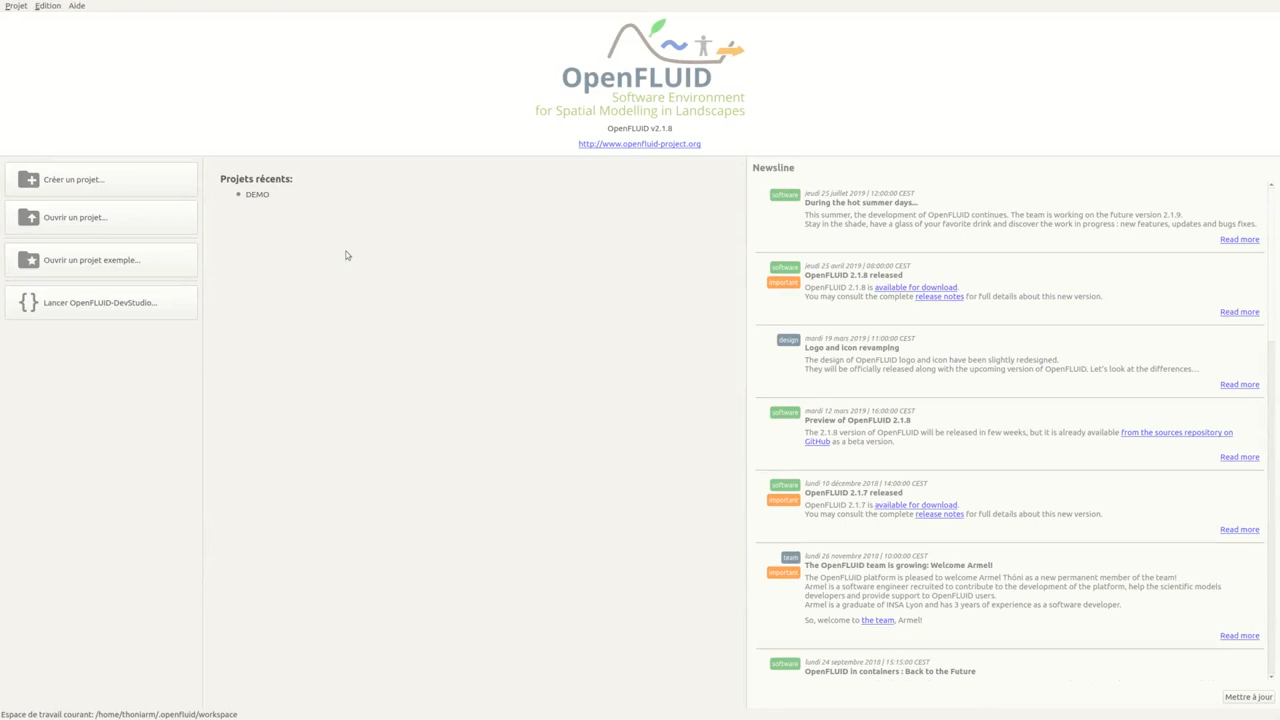 Projet Edition Aide
OpenFLUID
Software Environment
for Spatial Modelling in Landscapes
OpenFLUID v2.1.8
http://www.openfluid-project.org
Créer un projet...
Ouvrir un projet...
Ouvrir un projet exemple...
Lancer OpenFLUID-DevStudio...
Projets récents:
DEMO
Newsline
software jeudi 25 juillet 2019 | 12:00:00 CEST
During the hot summer days...
This summer, the development of OpenFLUID continues. The team is working on the future version 2.1.9.
Stay in the shade, have a glass of your favorite drink and discover the work in progress : new features, updates and bug fixes.
Read more
software jeudi 25 avril 2019 | 08:00:00 CEST
important OpenFLUID 2.1.8 released
OpenFLUID 2.1.8 is available for download.
You may consult the complete release notes for full details about this new version.
Read more
design mardi 19 mars 2019 | 11:00:00 CEST
Logo and icon revamping
The design of OpenFLUID logo and icon have been slightly redesigned.
They will be officially released along with the upcoming version of OpenFLUID. Let's look at the differences...
Read more
software mardi 12 mars 2019 | 16:00:00 CEST
Preview of OpenFLUID 2.1.8
The 2.1.8 version of OpenFLUID will be released in few weeks, but it is already available from the sources repository on
GitHub as a beta version.
Read more
software lundi 10 décembre 2018 | 14:00:00 CEST
important OpenFLUID 2.1.7 released
OpenFLUID 2.1.7 is available for download.
You may consult the complete release notes for full details about this new version.
Read more
team lundi 26 novembre 2018 | 10:00:00 CEST
important The OpenFLUID team is growing: Welcome Armel!
The OpenFLUID platform is pleased to welcome Armel Thöni as a new permanent member of the team!
Armel is a software engineer recruited to contribute to the development of the platform, help the scientific models
developers and provide support to OpenFLUID users.
Armel is a graduate of INSA Lyon and has 3 years of experience as a software developer.
So, welcome to the team, Armel!
Read more
software lundi 24 septembre 2018 | 15:15:00 CEST
OpenFLUID in containers : Back to the Future
Mettre à jour
Espace de travail courant: /home/thoniarm/.openfluid/workspace